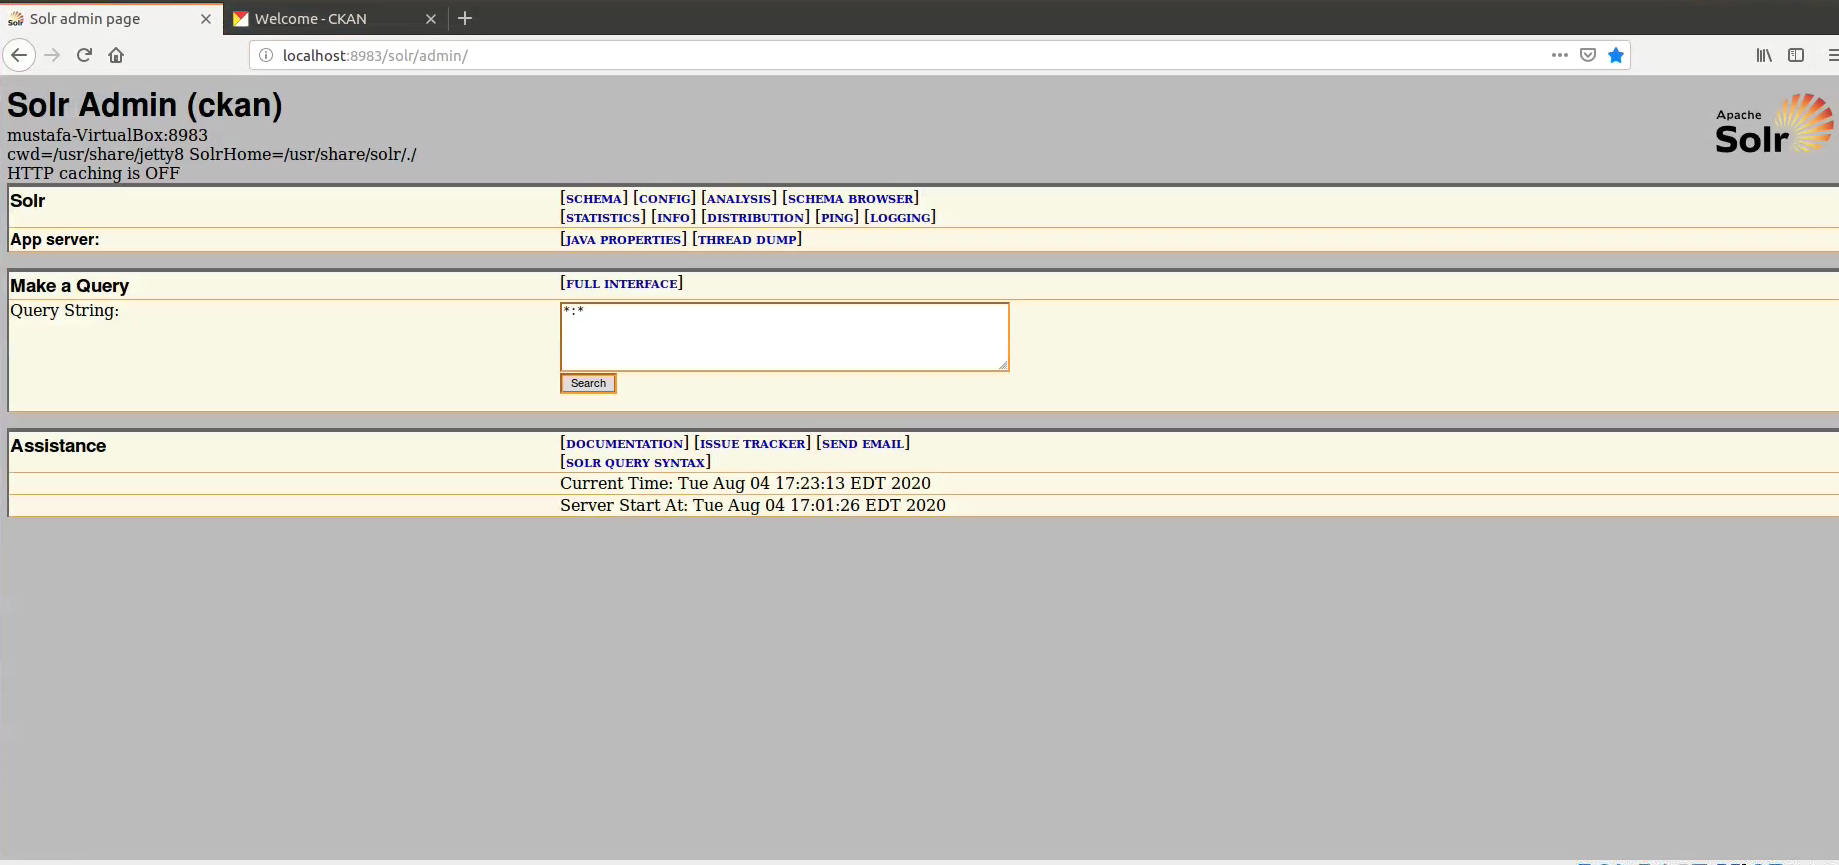 Solr admin page
Welcome - CKAN
localhost:8983/solr/admin/
Solr Admin (ckan)
mustafa-VirtualBox:8983
cwd=/usr/share/jetty8 SolrHome=/usr/share/solr/./
HTTP caching is OFF
Apache
Solr
Solr
[SCHEMA] [CONFIG] [ANALYSIS] [SCHEMA BROWSER]
[STATISTICS] [INFO] [DISTRIBUTION] [PING] [LOGGING]
App server:
[JAVA PROPERTIES] [THREAD DUMP]
Make a Query
[FULL INTERFACE]
Query String:
*:*
Search
Assistance
[DOCUMENTATION] [ISSUE TRACKER] [SEND EMAIL]
[SOLR QUERY SYNTAX]
Current Time: Tue Aug 04 17:23:13 EDT 2020
Server Start At: Tue Aug 04 17:01:26 EDT 2020